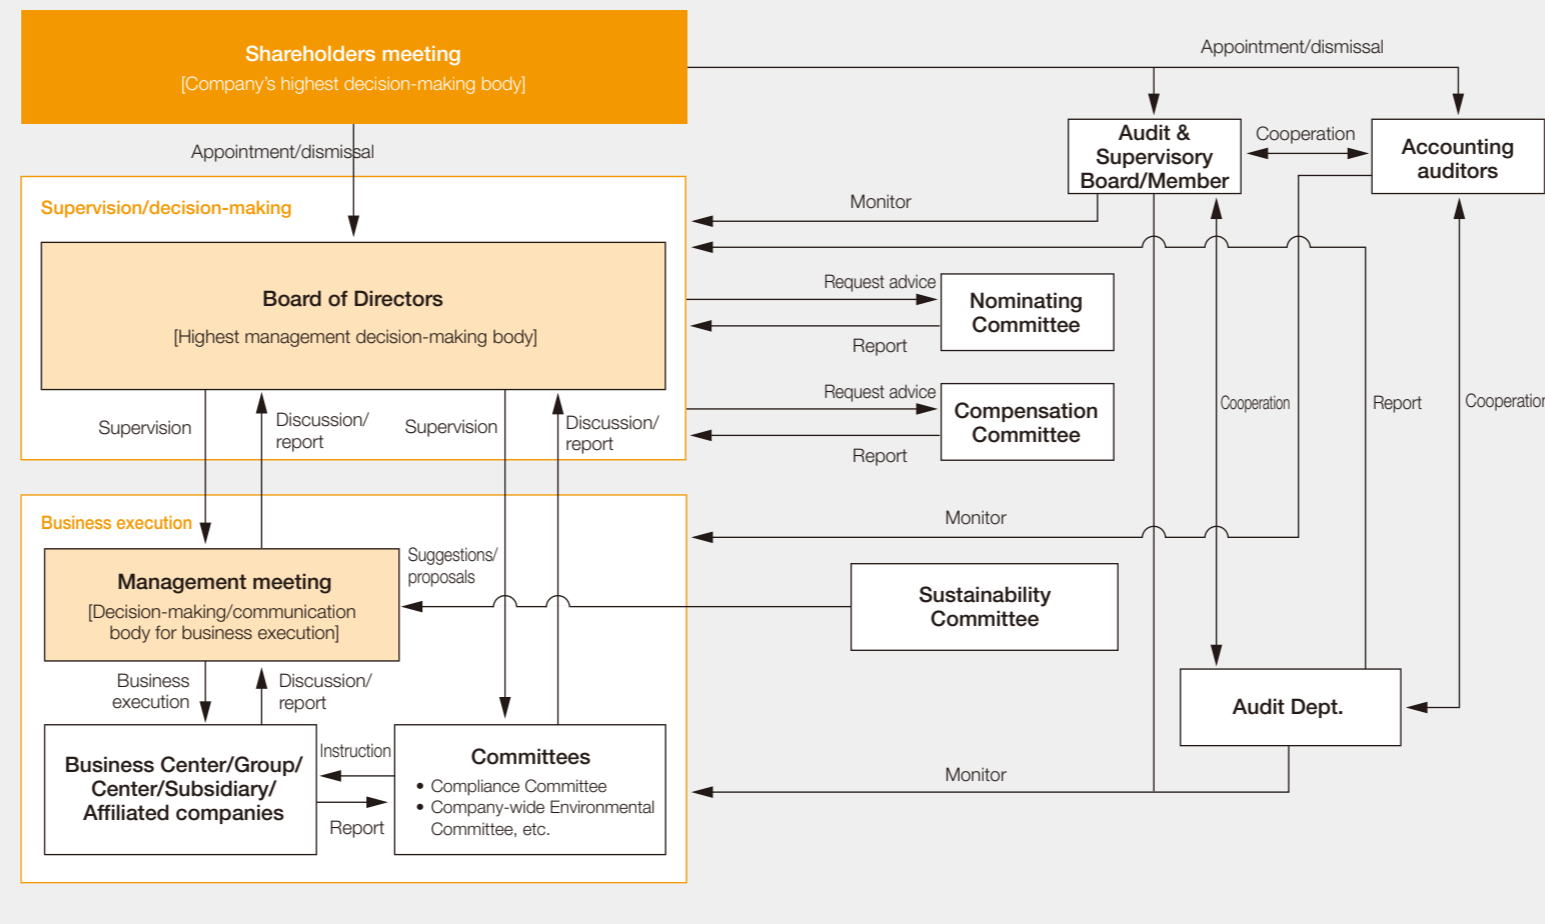 Shareholders meeting
[Company's highest decision-making body]
Appointment/dismissal
Appointment/dismissal
Audit &
Supervisory
Board/Member
Cooperation
Accounting
auditors
Supervision/decision-making
Monitor
Board of Directors
[Highest management decision-making body]
Request advice
Nominating
Committee
Report
Request advice
Compensation
Committee
Report
Supervision
Discussion/
report
Supervision
Discussion/
report
Cooperation
Report
Cooperation
Business execution
Monitor
Management meeting
[Decision-making/communication
body for business execution]
Suggestions/
proposals
Sustainability
Committee
Business
execution
Discussion/
report
Audit Dept.
Business Center/Group/
Center/Subsidiary/
Affiliated companies
Instruction
Report
Committees
• Compliance Committee
• Company-wide Environmental
Committee, etc.
Monitor